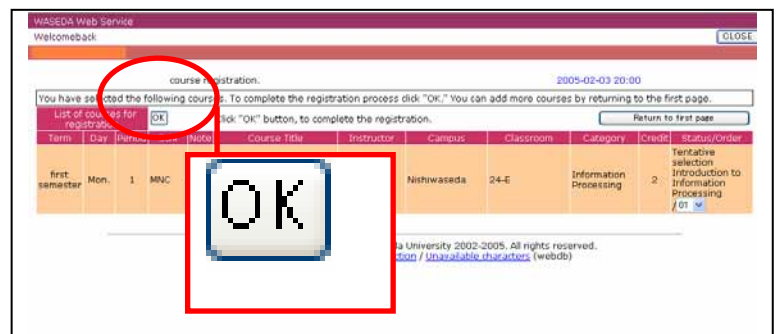 WASEDA Web Service
Welcomeback CLOSE
course registration. 2005-02-03 20:00
You have selected the following courses. To complete the registration process click "OK." You can add more courses by returning to the first page.
List of courses for registration OK Click "OK" button, to complete the registration. Return to first page
Term Day Period Note Course Title Instructor Campus Classroom Category Credit Status/Order
first semester Mon. 1 MNC Nishiwaseda 24-E Information Processing 2 Tentative selection Introduction to Information Processing / 01
OK
University 2002-2005. All rights reserved.
/ Unavailable characters (webdb)